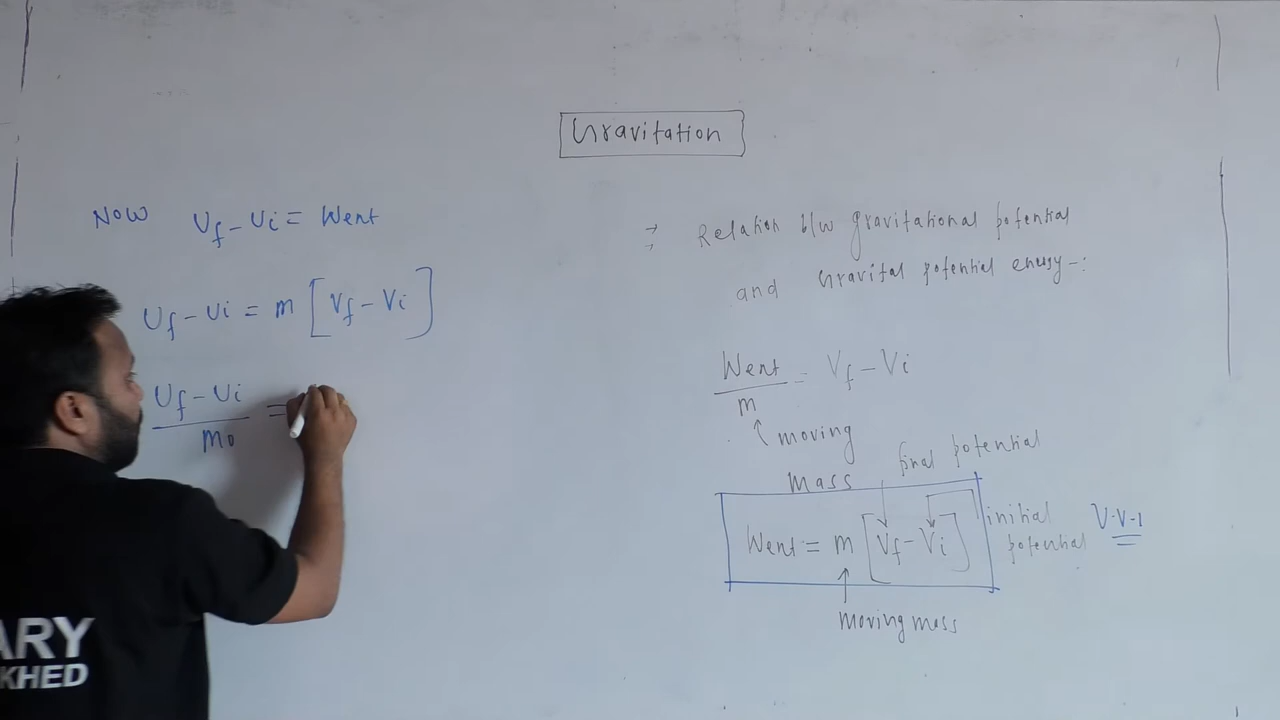 Gravitation
Now Uf - Ui = Went
Uf - Ui = m [Vf - Vi]
Uf - Ui
m0
=
⇒ Relation b/w gravitational potential
and Gravital potential energy -:
Went
m
= Vf - Vi
moving
mass
final potential
Went = m [Vf - Vi]
initial
potential
V.V.I
moving mass
ARY
KHED